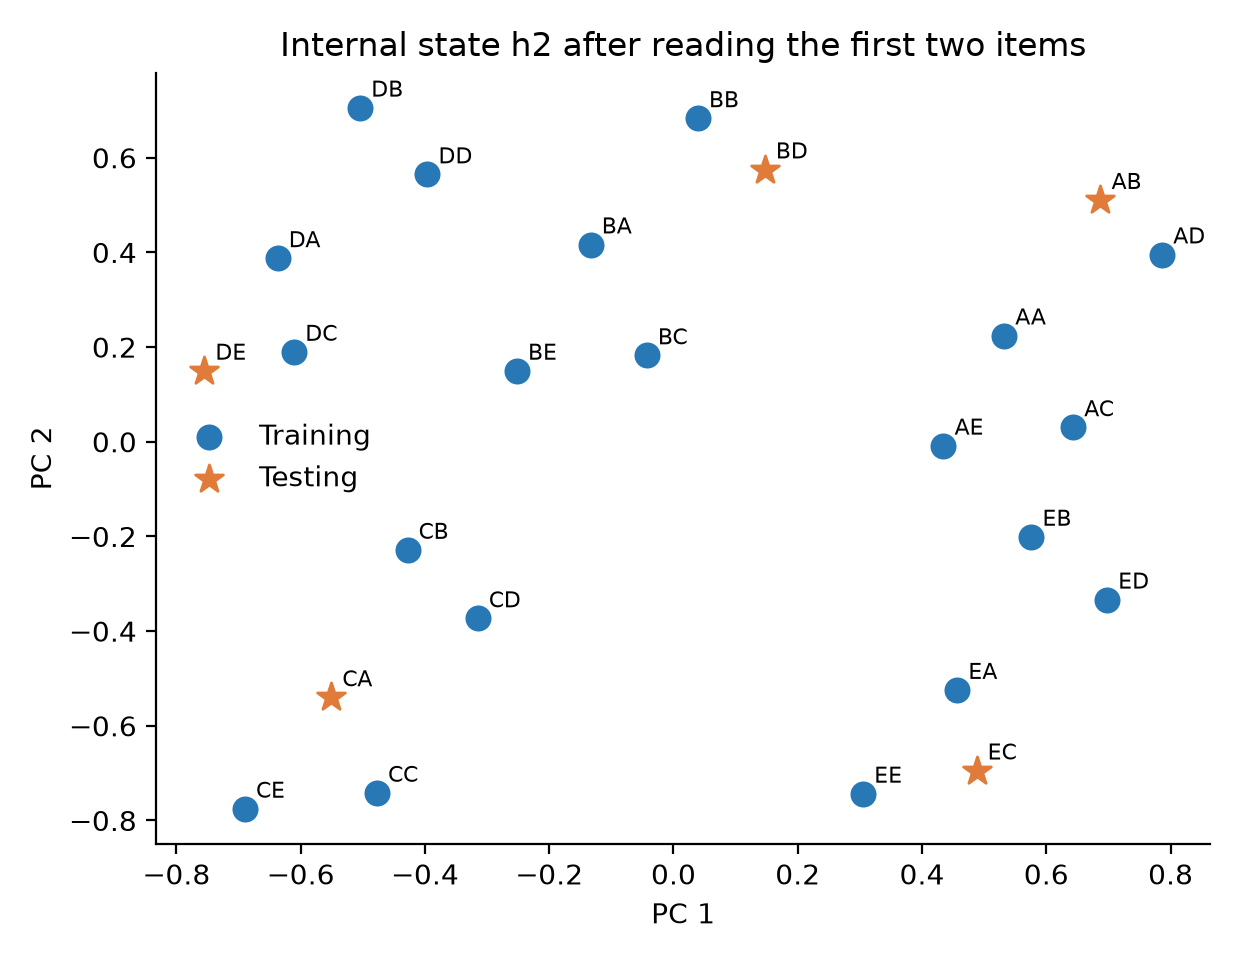 Internal state h2 after reading the first two items
DB
BB
DD
BD
AB
BA
AD
DA
AA
DC
BC
DE
BE
AC
AE
Training
Testing
CB
EB
CD
ED
CA
EA
EC
CC
EE
CE
0.6
0.4
0.2
0.0
−0.2
−0.4
−0.6
−0.8
PC 2
−0.8 −0.6 −0.4 −0.2 0.0 0.2 0.4 0.6 0.8
PC 1